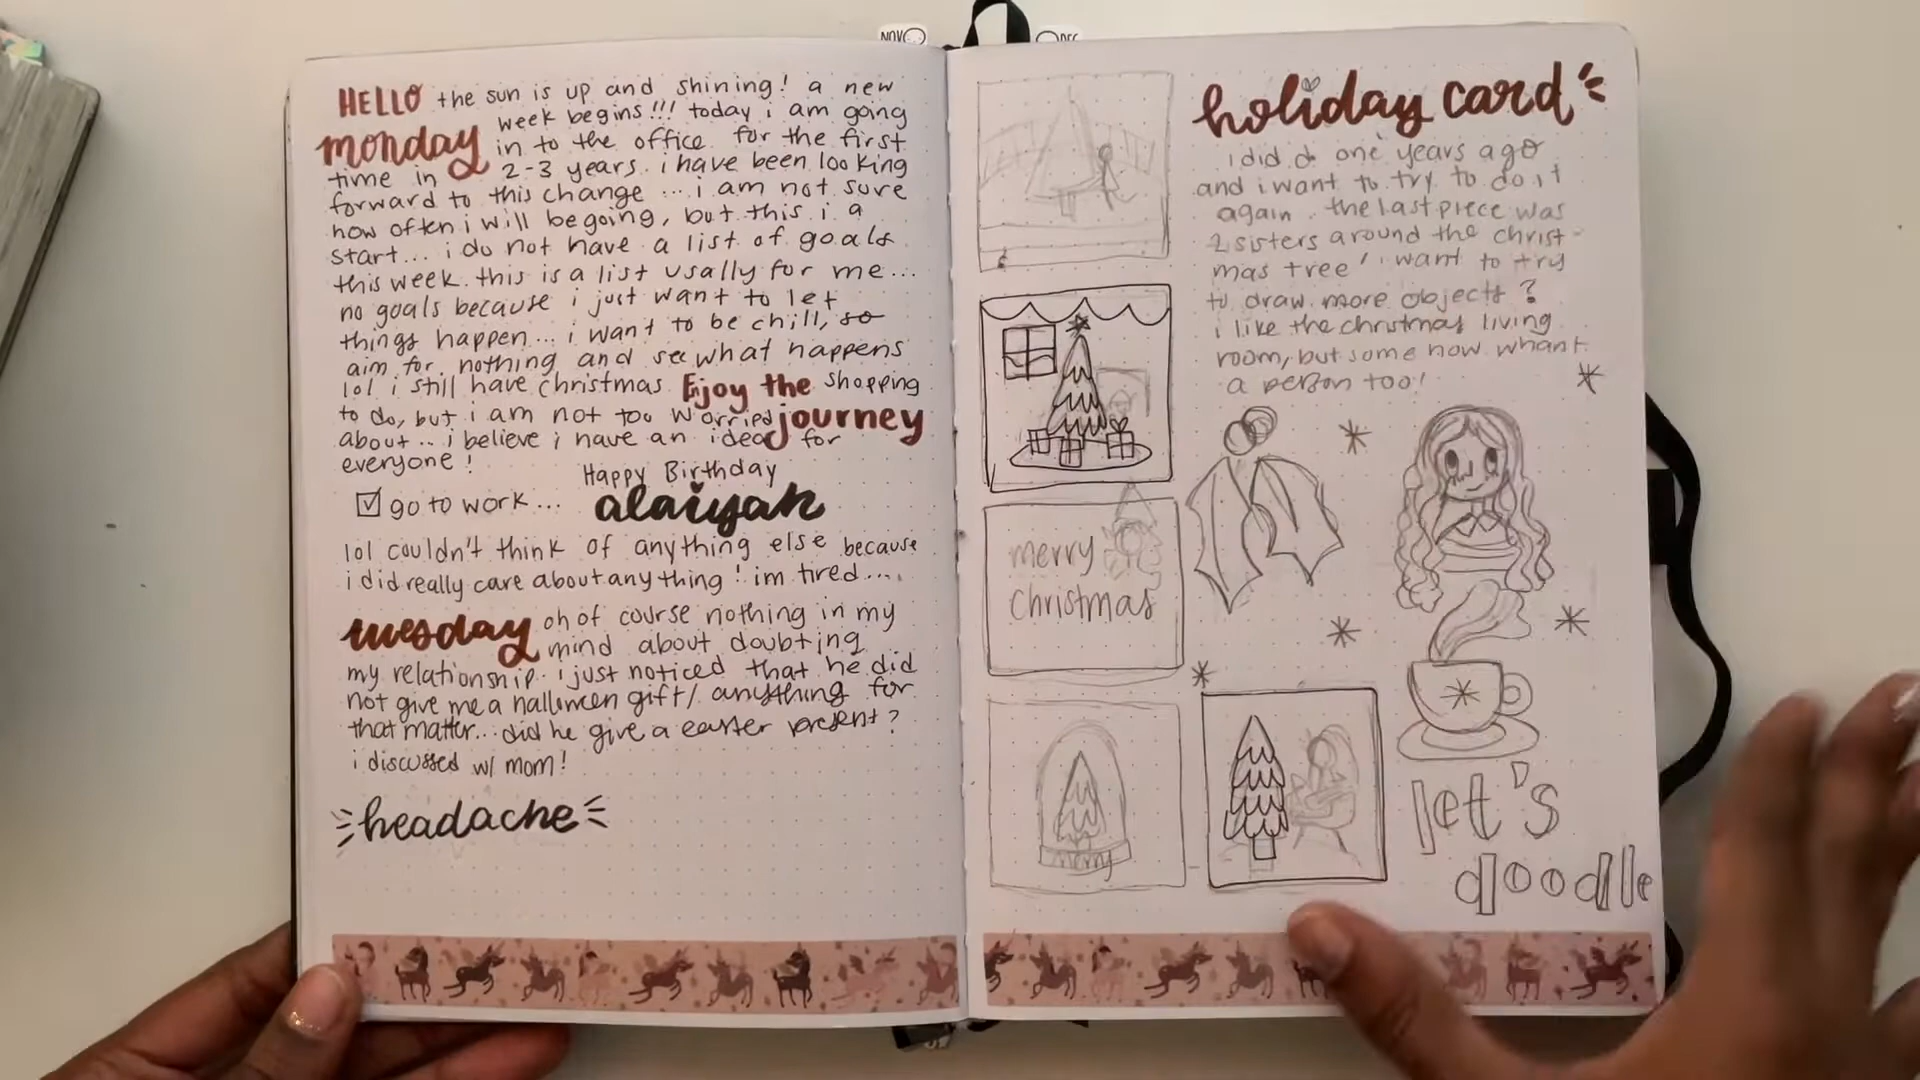 NOV
DEC
HELLO the sun is up and shining! a new
week begins!!! today i am going
monday in to the office for the first
time in 2-3 years. i have been looking
forward to this change ... i am not sure
how often i will be going, but this i a
start... i do not have a list of goals
this week. this is a list usally for me...
no goals because i just want to let
things happen... i want to be chill, so
aim for nothing and see what happens
lol i still have christmas Enjoy the shopping
to do, but i am not too worried journey
about.. i believe i have an idea for
everyone!
Happy Birthday
☑ go to work... alaiyah
lol couldn't think of anything else because
i did really care about anything! im tired....
tuesday oh of course nothing in my
mind about doubting
my relationship. i just noticed that he did
not give me a halloween gift/ anything for
that matter... did he give a easter present?
i discussed w/ mom!
headache
holiday card
i did one years ago
and i want to try to do it
again. the last piece was
2 sisters around the christ-
mas tree! i want to try
to draw more objects?
i like the christmas living
room, but some how whant
a person too!
merry
christmas
merry
let's
doodle